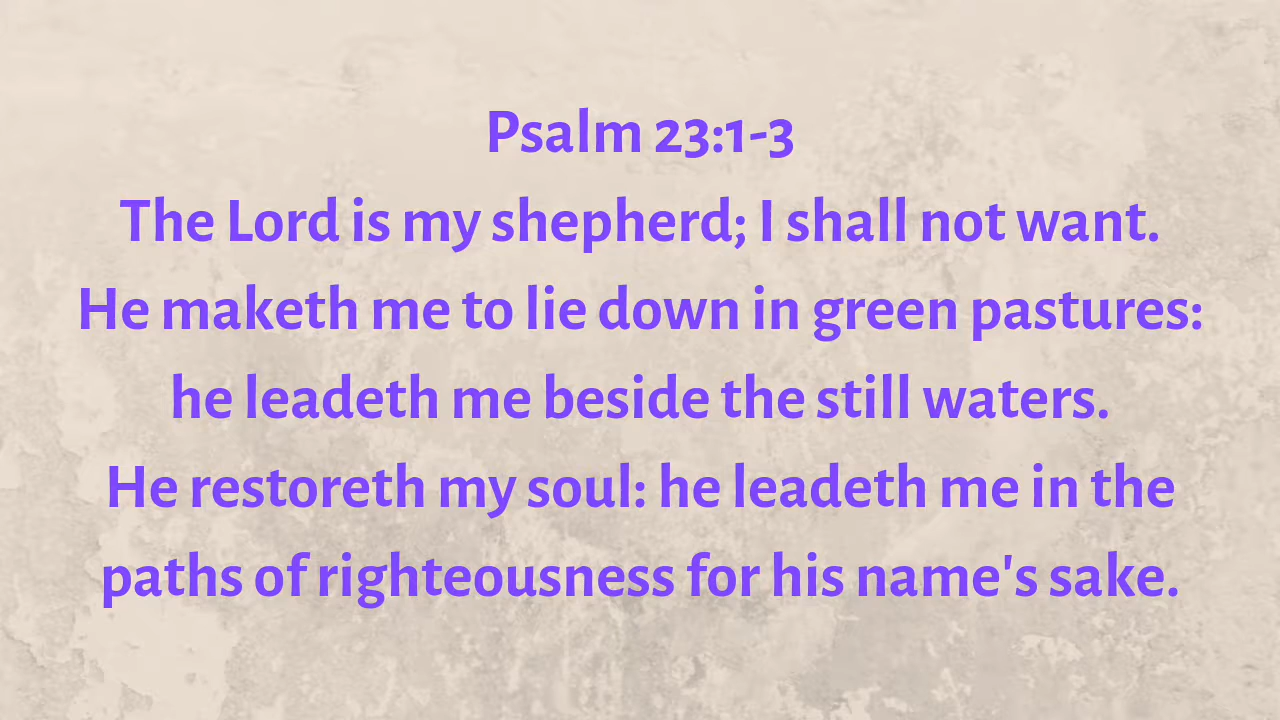 Psalm 23:1-3
The Lord is my shepherd; I shall not want.
He maketh me to lie down in green pastures:
he leadeth me beside the still waters.
He restoreth my soul: he leadeth me in the
paths of righteousness for his name's sake.